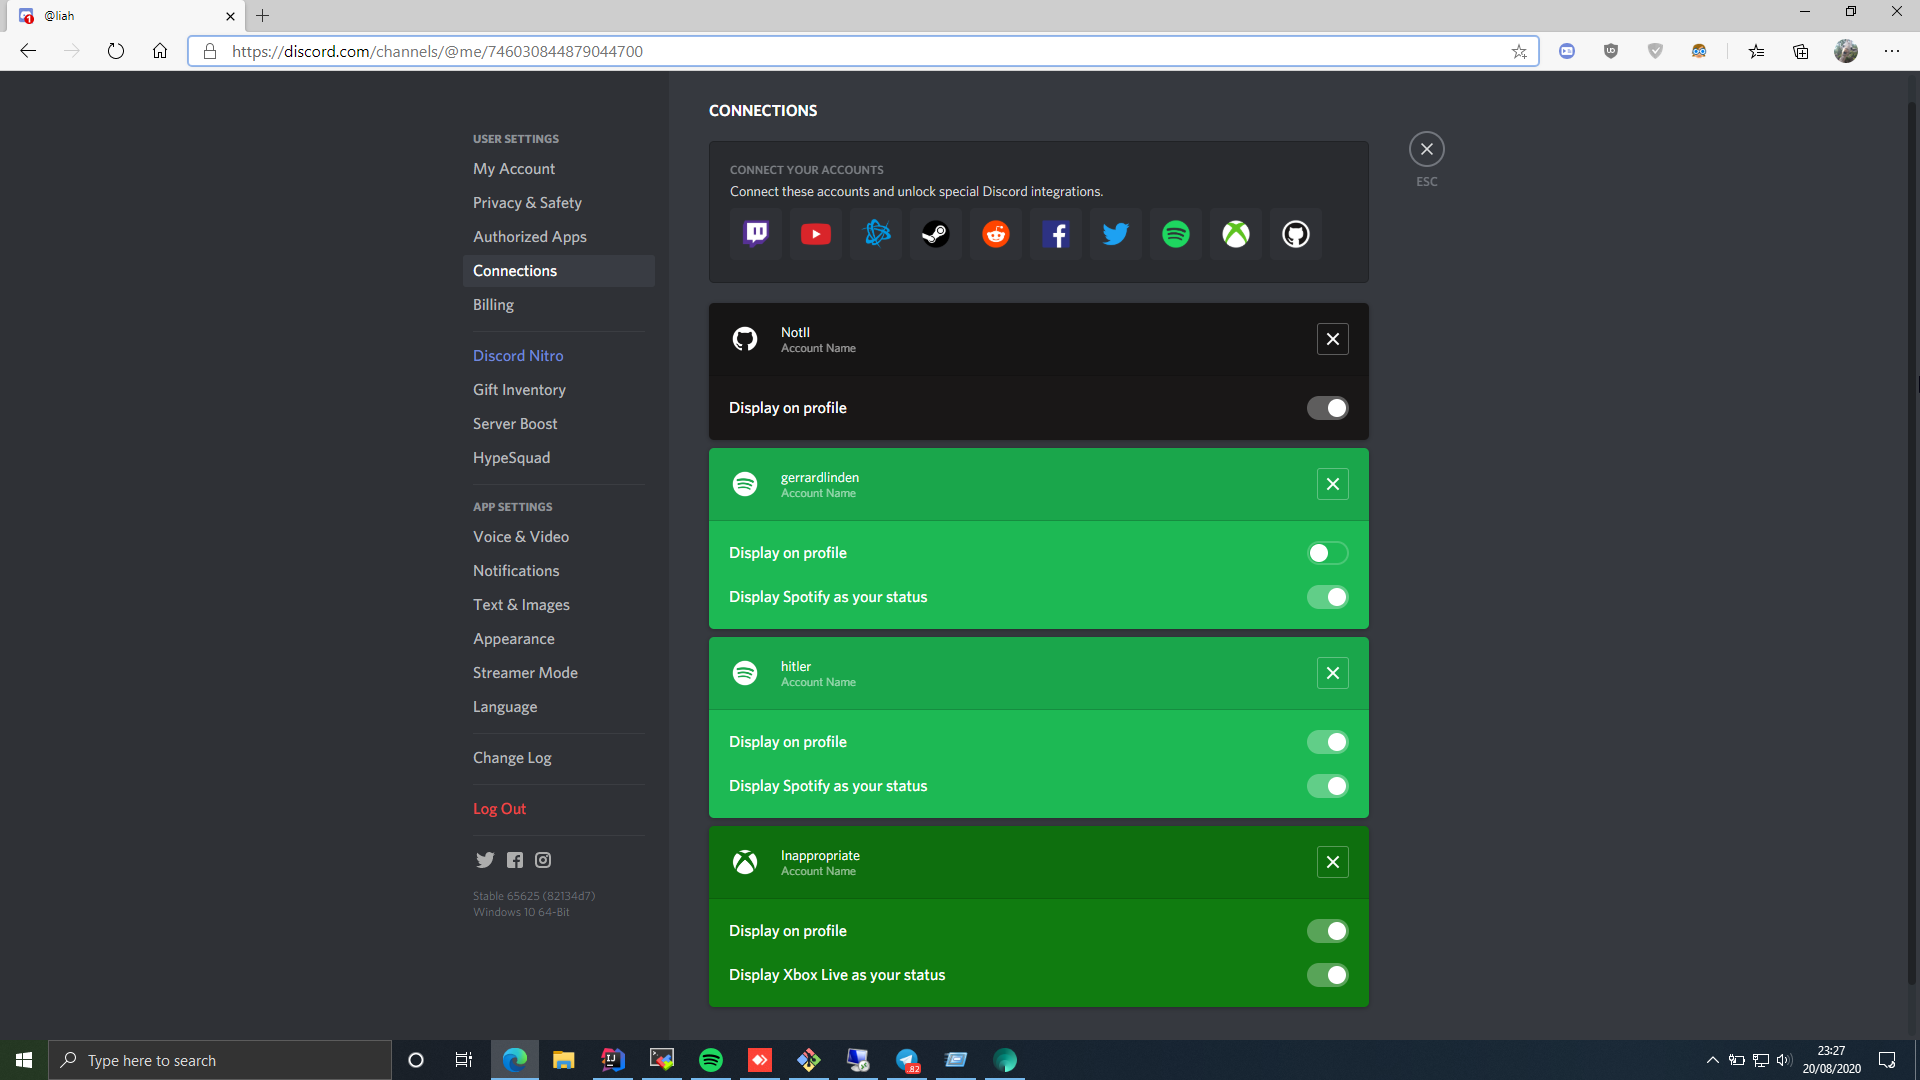 @liah
https://discord.com/channels/@me/746030844879044700
USER SETTINGS
My Account
Privacy & Safety
Authorized Apps
Connections
Billing
Discord Nitro
Gift Inventory
Server Boost
HypeSquad
APP SETTINGS
Voice & Video
Notifications
Text & Images
Appearance
Streamer Mode
Language
Change Log
Log Out
Stable 65625 (82134d7)
Windows 10 64-Bit
CONNECTIONS
CONNECT YOUR ACCOUNTS
Connect these accounts and unlock special Discord integrations.
ESC
NotII
Account Name
Display on profile
gerrardlinden
Account Name
Display on profile
Display Spotify as your status
hitler
Account Name
Display on profile
Display Spotify as your status
Inappropriate
Account Name
Display on profile
Display Xbox Live as your status
Type here to search
.82
23:27
20/08/2020